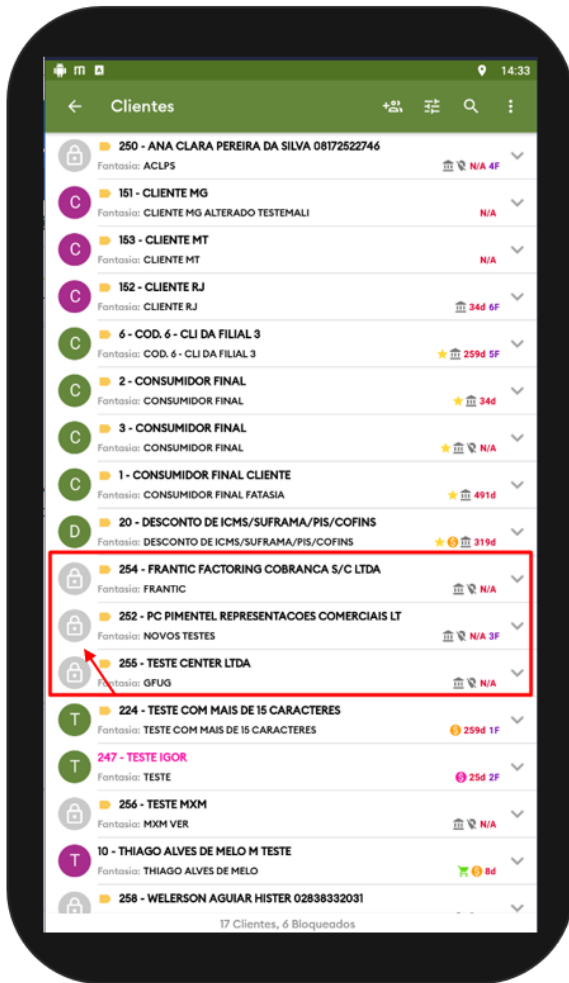 14:33
Clientes
250 - ANA CLARA PEREIRA DA SILVA 08172522746
Fantasia: ACLPS N/A 4F
C 151 - CLIENTE MG
Fantasia: CLIENTE MG ALTERADO TESTEMALI N/A
C 153 - CLIENTE MT
Fantasia: CLIENTE MT N/A
C 152 - CLIENTE RJ
Fantasia: CLIENTE RJ 34d 6F
C 6 - COD. 6 - CLI DA FILIAL 3
Fantasia: COD. 6 - CLI DA FILIAL 3 259d 5F
C 2 - CONSUMIDOR FINAL
Fantasia: CONSUMIDOR FINAL 34d
C 3 - CONSUMIDOR FINAL
Fantasia: CONSUMIDOR FINAL N/A
C 1 - CONSUMIDOR FINAL CLIENTE
Fantasia: CONSUMIDOR FINAL FATASIA 491d
D 20 - DESCONTO DE ICMS/SUFRAMA/PIS/COFINS
Fantasia: DESCONTO DE ICMS/SUFRAMA/PIS/COFINS 319d
254 - FRANTIC FACTORING COBRANCA S/C LTDA
Fantasia: FRANTIC N/A
252 - PC PIMENTEL REPRESENTACOES COMERCIAIS LT
Fantasia: NOVOS TESTES N/A 3F
255 - TESTE CENTER LTDA
Fantasia: GFUG N/A
T 224 - TESTE COM MAIS DE 15 CARACTERES
Fantasia: TESTE COM MAIS DE 15 CARACTERES 259d 1F
T 247 - TESTE IGOR
Fantasia: TESTE 25d 2F
256 - TESTE MXM
Fantasia: MXM VER N/A
T 10 - THIAGO ALVES DE MELO M TESTE
Fantasia: THIAGO ALVES DE MELO 8d
258 - WELERSON AGUIAR HISTER 02838332031
17 Clientes, 6 Bloqueados